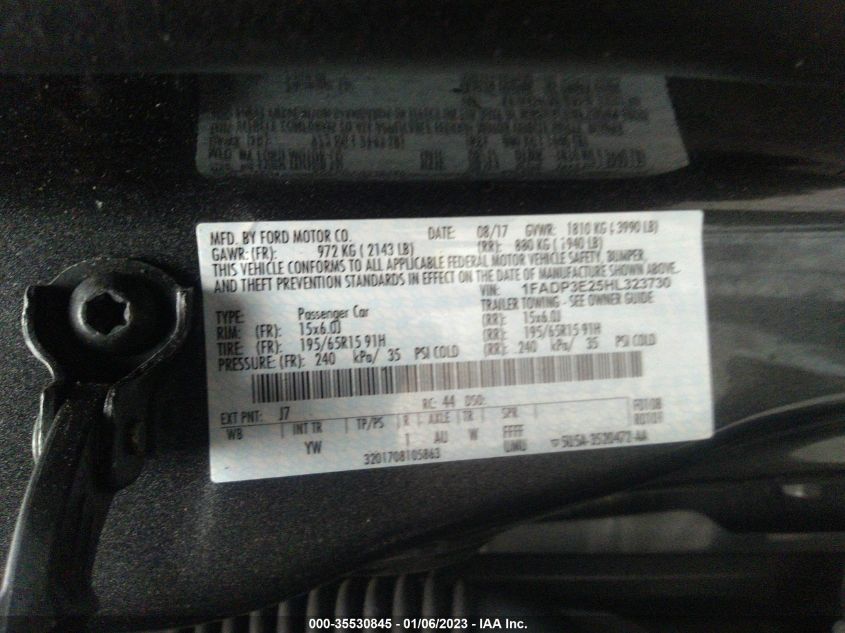 MFD. BY FORD MOTOR CO. DATE: 08/17 GVWR: 1810 KG ( 3990 LB)
GAWR: (FR): 972 KG ( 2143 LB) (RR): 880 KG ( 1940 LB)
THIS VEHICLE CONFORMS TO ALL APPLICABLE FEDERAL MOTOR VEHICLE SAFETY, BUMPER,
AND THEFT PREVENTION STANDARDS IN EFFECT ON THE DATE OF MANUFACTURE SHOWN ABOVE.
VIN: 1FADP3E25HL323730
TYPE: Passenger Car TRAILER TOWING - SEE OWNER GUIDE
RIM: (FR): 15x6.0J (RR): 15x6.0J
TIRE: (FR): 195/65R15 91H (RR): 195/65R15 91H
PRESSURE: (FR): 240 kPa/ 35 PSI COLD (RR): 240 kPa/ 35 PSI COLD
EXT PNT: J7 RC: 44 DSO:
WB INT TR TP/PS R AXLE TR SPR
YW I AU W FFFF
UMU
3201708105863
000-35530845 - 01/06/2023 - IAA Inc.